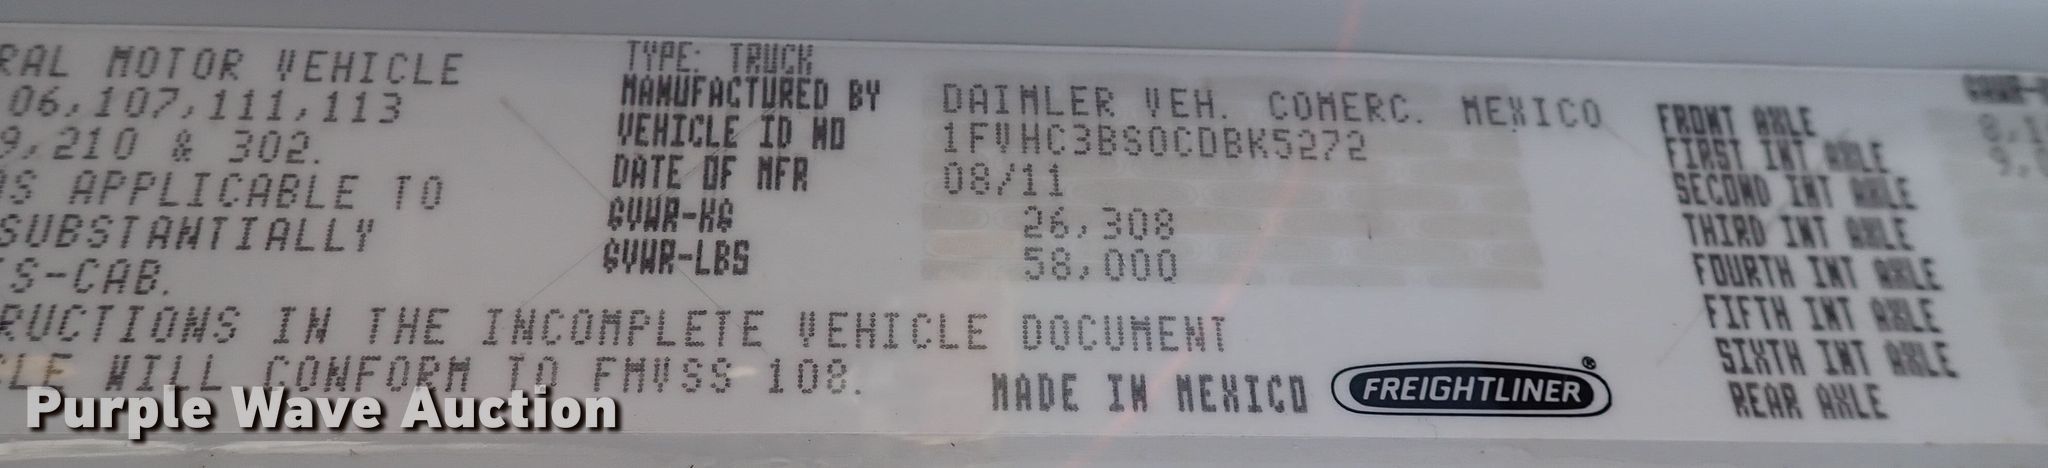 RAL MOTOR VEHICLE
06,107,111,113
9,210 & 302.
AS APPLICABLE TO
SUBSTANTIALLY
S-CAB.
RUCTIONS IN THE INCOMPLETE VEHICLE DOCUMENT
CLE WILL CONFORM TO FMVSS 108.
TYPE: TRUCK
MANUFACTURED BY DAIMLER VEH. COMERC. MEXICO
VEHICLE ID NO 1FVHC3BS0CDBK5272
DATE OF MFR 08/11
GVWR-KG 26,308
GVWR-LBS 58,000
MADE IN MEXICO FREIGHTLINER®
FRONT AXLE 8,1
FIRST INT AXLE 9,0
SECOND INT AXLE
THIRD INT AXLE
FOURTH INT AXLE
FIFTH INT AXLE
SIXTH INT AXLE
REAR AXLE
Purple Wave Auction